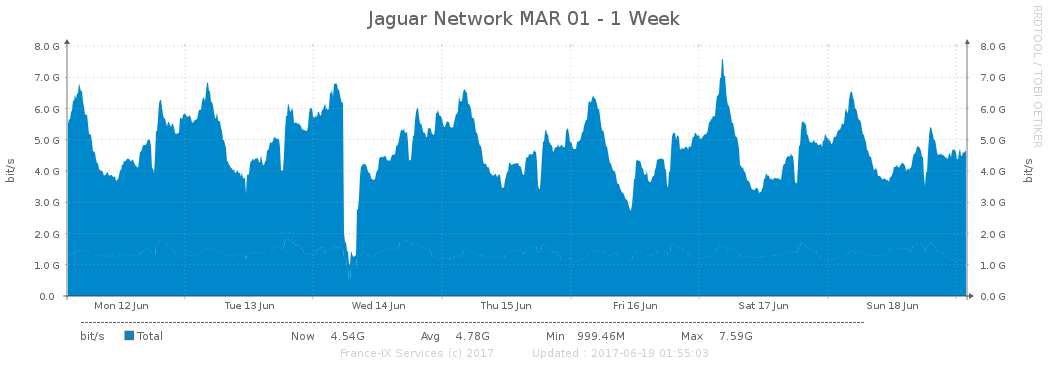 Jaguar Network MAR 01 - 1 Week
RRDTOOL / TOBI OETIKER
bit/s
8.0 G 8.0 G
7.0 G 7.0 G
6.0 G 6.0 G
5.0 G 5.0 G
4.0 G 4.0 G
3.0 G 3.0 G
2.0 G 2.0 G
1.0 G 1.0 G
0.0 0.0 G
bit/s
Mon 12 Jun Tue 13 Jun Wed 14 Jun Thu 15 Jun Fri 16 Jun Sat 17 Jun Sun 18 Jun
bit/s Total Now 4.54G Avg 4.78G Min 999.46M Max 7.59G
France-IX Services (c) 2017 Updated : 2017-06-19 01:55:03